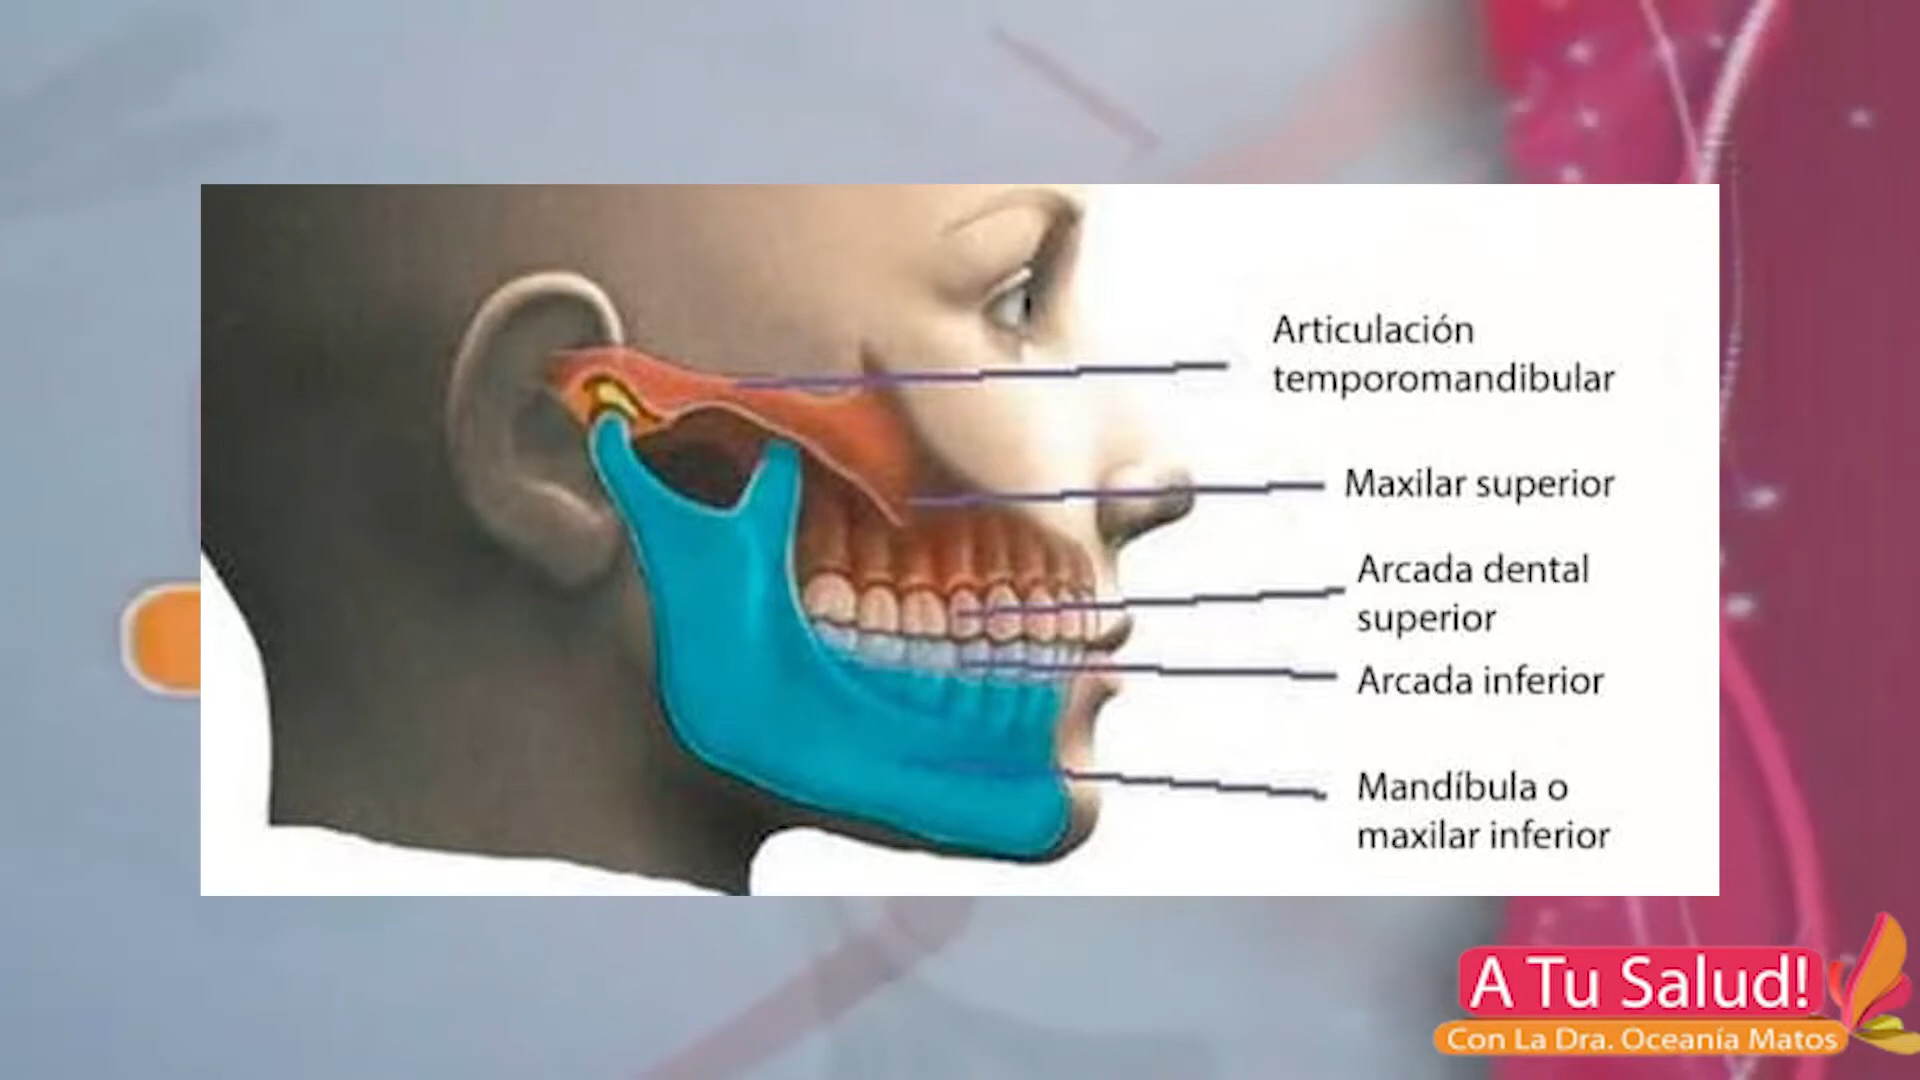 Articulación
temporomandibular
Maxilar superior
Arcada dental
superior
Arcada inferior
Mandíbula o
maxilar inferior
A Tu Salud!
Con La Dra. Oceanía Matos